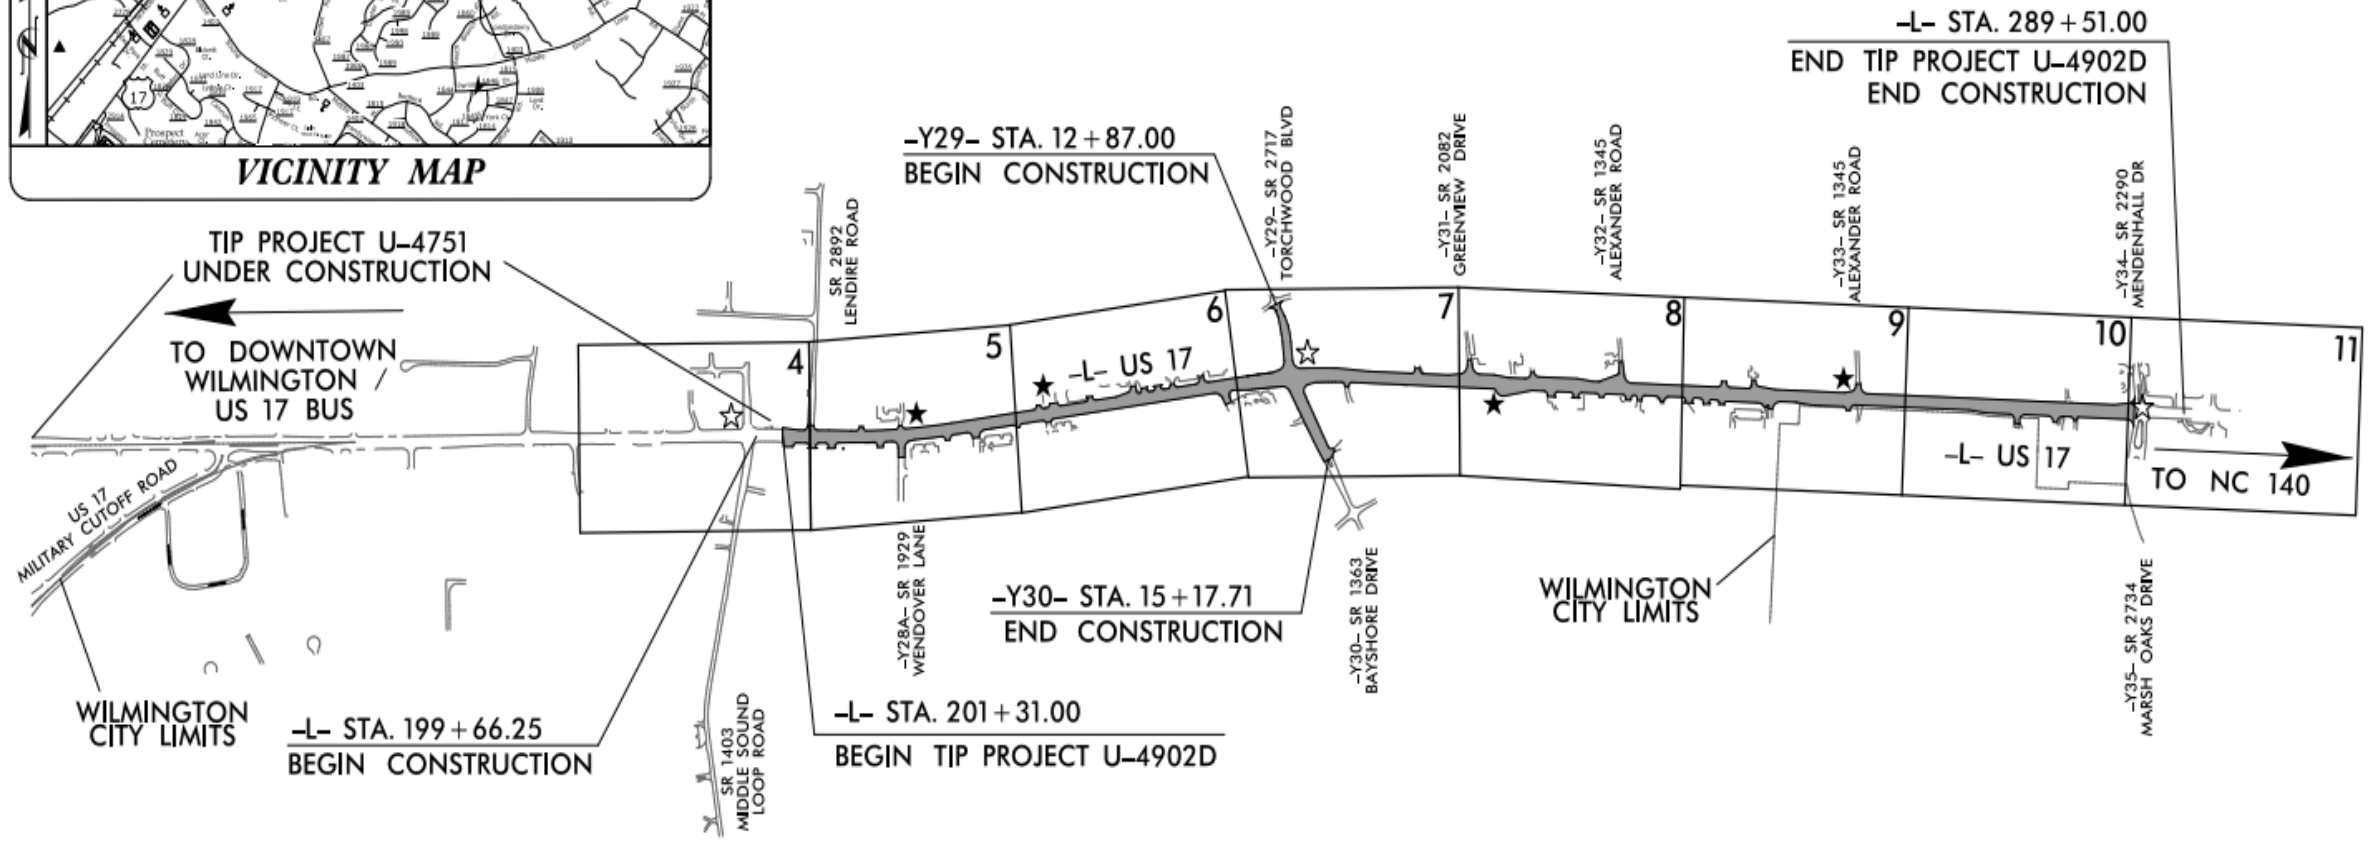 17
Prospect
VICINITY MAP
-L- STA. 289+51.00
END TIP PROJECT U-4902D
END CONSTRUCTION
-Y29- STA. 12+87.00
BEGIN CONSTRUCTION
-Y29- SR 2717
TORCHWOOD BLVD
-Y31- SR 2082
GREENVIEW DRIVE
-Y32- SR 1345
ALEXANDER ROAD
-Y33- SR 1345
ALEXANDER ROAD
-Y34- SR 2290
MENDENHALL DR
SR 2892
LENDIRE ROAD
TIP PROJECT U-4751
UNDER CONSTRUCTION
TO DOWNTOWN
WILMINGTON /
US 17 BUS
4
5
6
7
8
9
10
11
-L- US 17
-L- US 17
TO NC 140
US 17
MILITARY CUTOFF ROAD
WILMINGTON
CITY LIMITS
-L- STA. 199+66.25
BEGIN CONSTRUCTION
SR 1403
MIDDLE SOUND
LOOP ROAD
-L- STA. 201+31.00
BEGIN TIP PROJECT U-4902D
-Y28A- SR 1929
WENDOVER LANE
-Y30- STA. 15+17.71
END CONSTRUCTION
-Y30- SR 1363
BAYSHORE DRIVE
WILMINGTON
CITY LIMITS
-Y35- SR 2734
MARSH OAKS DRIVE